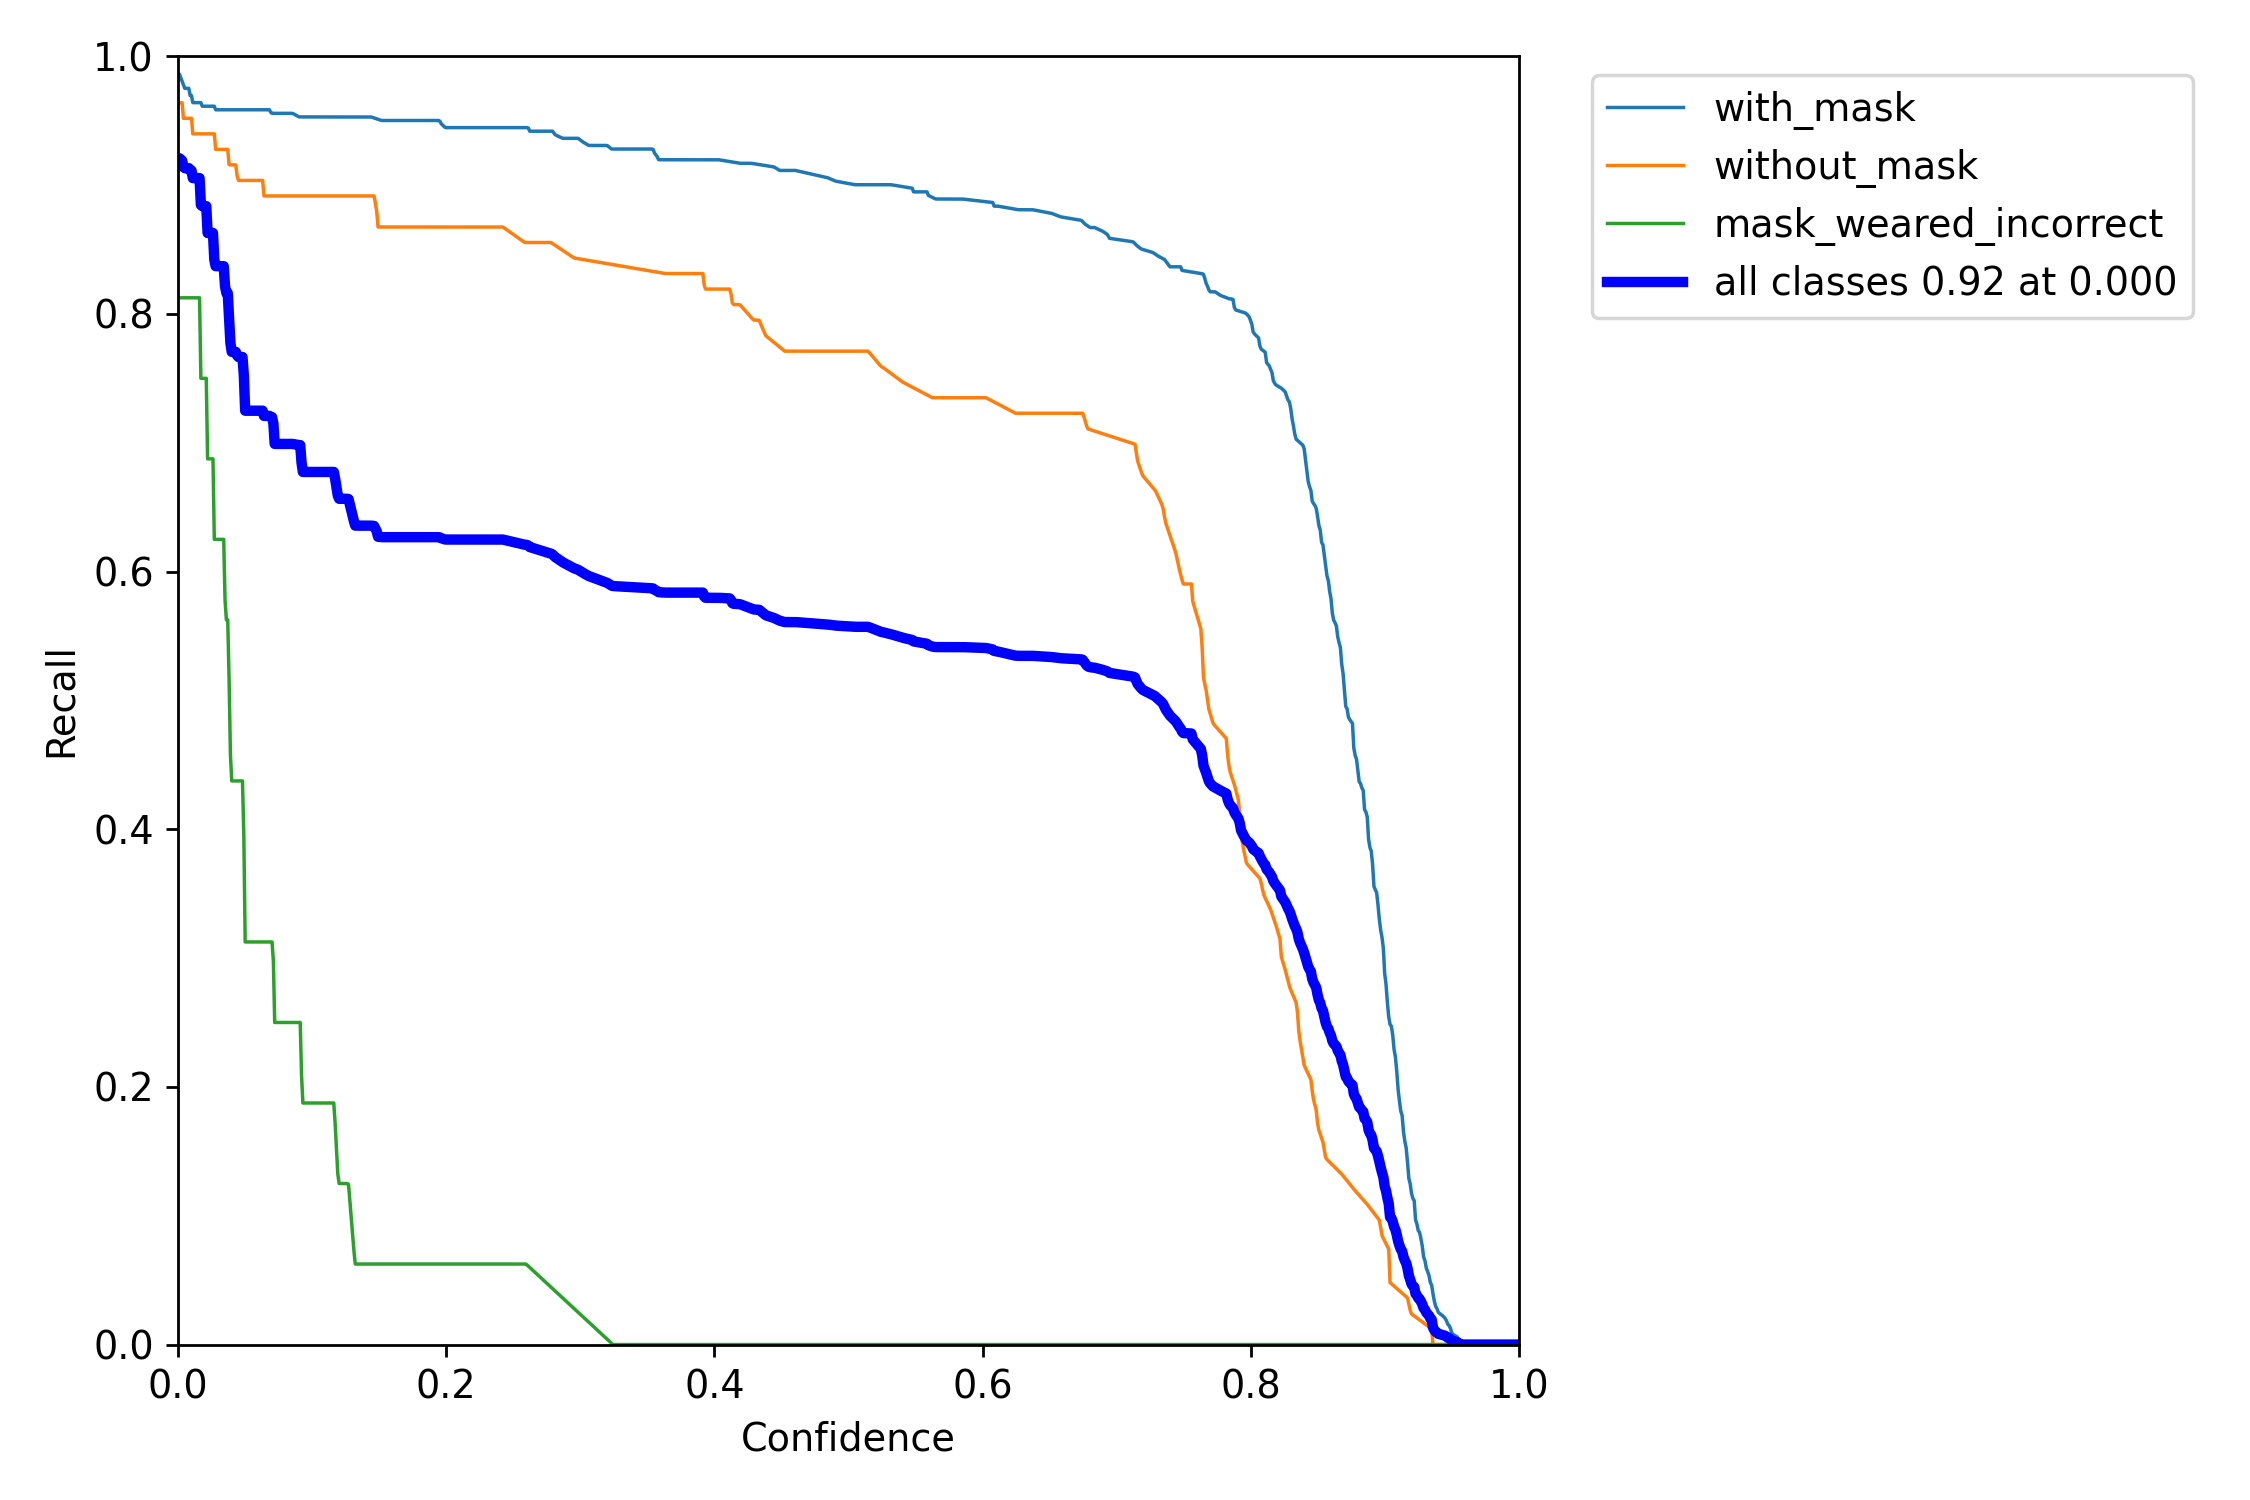 1.0
0.8
0.6
0.4
0.2
0.0
Recall
0.0 0.2 0.4 0.6 0.8 1.0
Confidence
with_mask
without_mask
mask_weared_incorrect
all classes 0.92 at 0.000